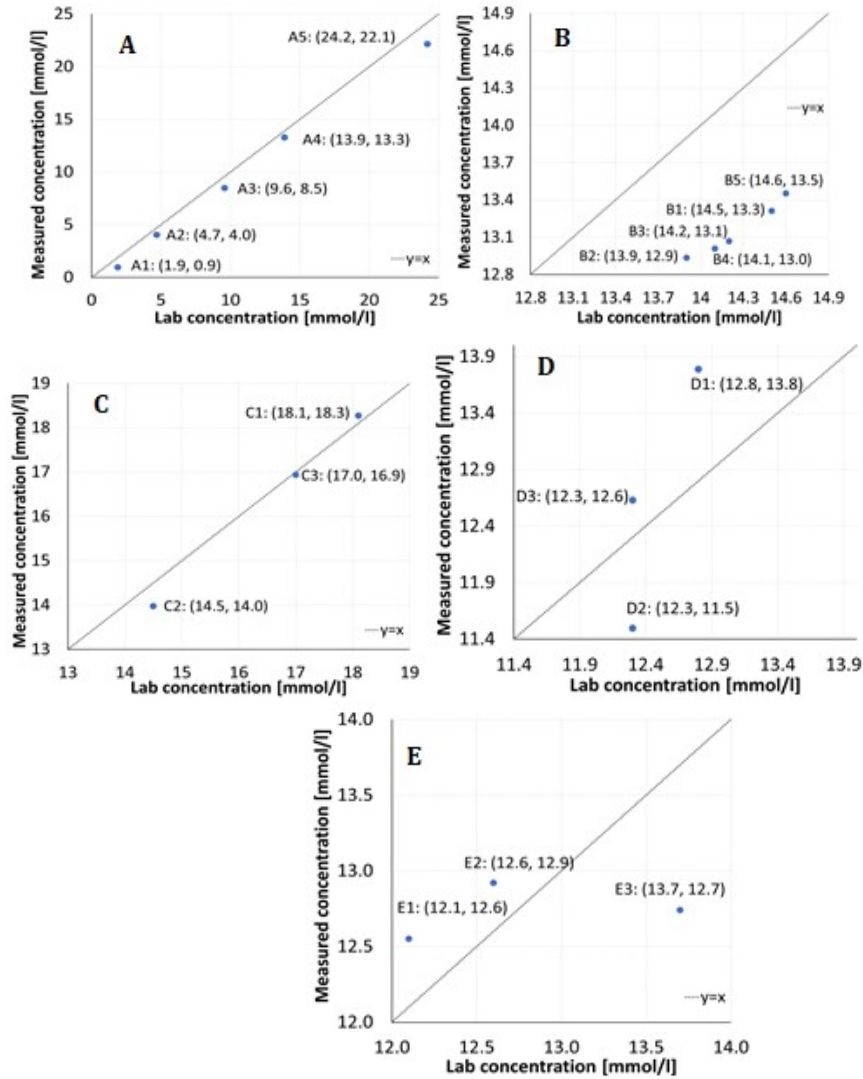 A
Measured concentration [mmol/l]
25
20
15
10
5
0
A5: (24.2, 22.1)
A4: (13.9, 13.3)
A3: (9.6, 8.5)
A2: (4.7, 4.0)
A1: (1.9, 0.9)
y=x
0 5 10 15 20 25
Lab concentration [mmol/l]
B
Measured concentration [mmol/l]
14.9
14.6
14.3
14.0
13.7
13.4
13.1
12.8
y=x
B5: (14.6, 13.5)
B1: (14.5, 13.3)
B3: (14.2, 13.1)
B2: (13.9, 12.9)
B4: (14.1, 13.0)
12.8 13.1 13.4 13.7 14 14.3 14.6 14.9
Lab concentration [mmol/l]
C
Measured concentration [mmol/l]
19
18
17
16
15
14
13
C1: (18.1, 18.3)
C3: (17.0, 16.9)
C2: (14.5, 14.0)
y=x
13 14 15 16 17 18 19
Lab concentration [mmol/l]
D
Measured concentration [mmol/l]
13.9
13.4
12.9
12.4
11.9
11.4
D1: (12.8, 13.8)
D3: (12.3, 12.6)
D2: (12.3, 11.5)
11.4 11.9 12.4 12.9 13.4 13.9
Lab concentration [mmol/l]
E
Measured concentration [mmol/l]
14.0
13.5
13.0
12.5
12.0
E2: (12.6, 12.9)
E3: (13.7, 12.7)
E1: (12.1, 12.6)
y=x
12.0 12.5 13.0 13.5 14.0
Lab concentration [mmol/l]